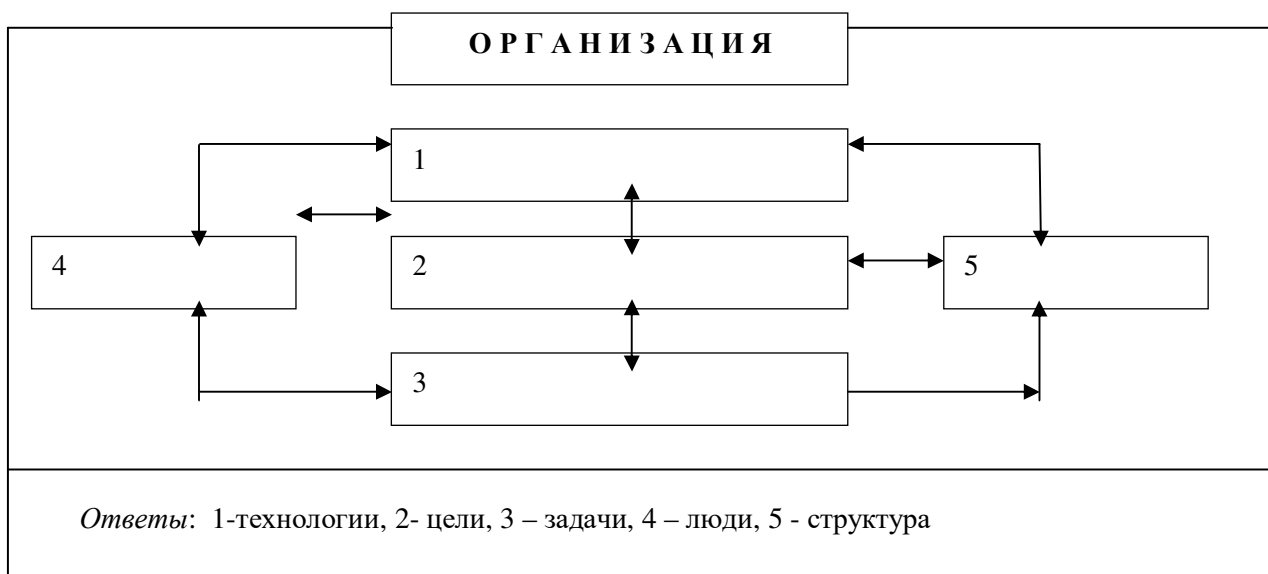 О Р Г А Н И З А Ц И Я
1
4
2
5
3
Ответы: 1-технологии, 2- цели, 3 – задачи, 4 – люди, 5 - структура